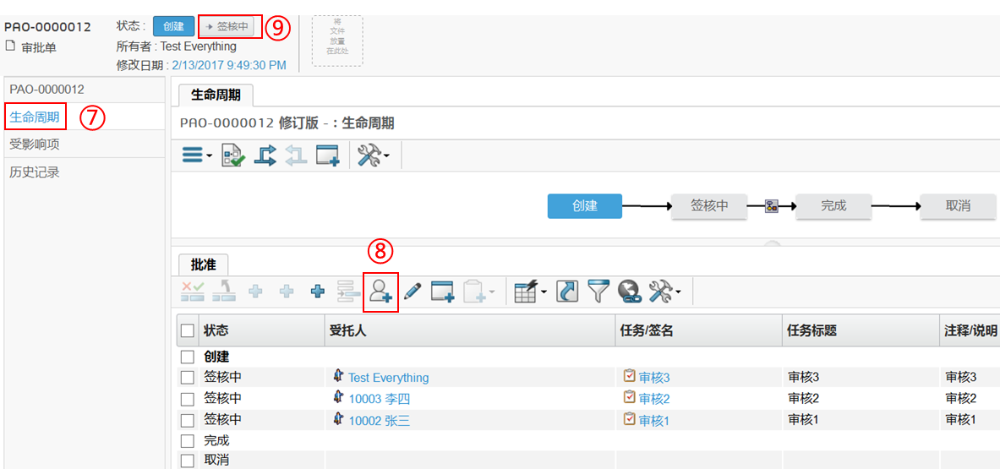 PAO-0000012
审批单
状态 : 创建 签核中 ⑨
所有者 : Test Everything
修改日期 : 2/13/2017 9:49:30 PM
将
文件
放置
在此处
PAO-0000012
生命周期 ⑦
受影响项
历史记录
生命周期
PAO-0000012 修订版 - : 生命周期
创建 签核中 完成 取消
⑧
批准
状态 受托人 任务/签名 任务标题 注释/说明
创建
签核中 Test Everything 审核3 审核3 审核3
签核中 10003 李四 审核2 审核2 审核2
签核中 10002 张三 审核1 审核1 审核1
完成
取消